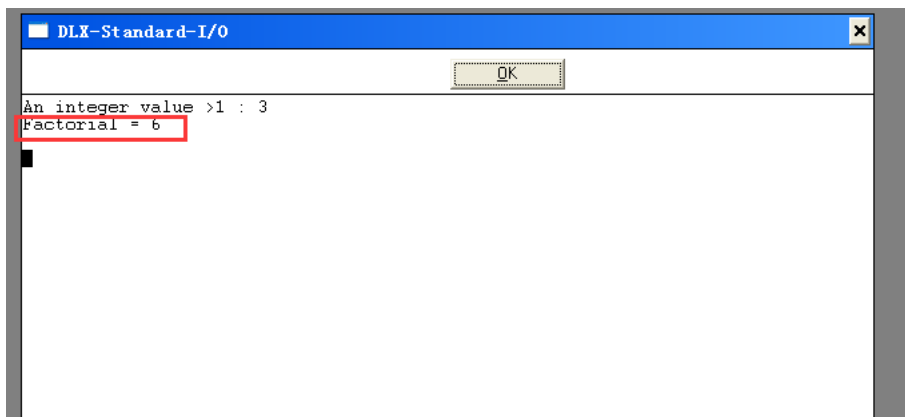 DLX-Standard-I/O
OK
An integer value >1 : 3
Factorial = 6